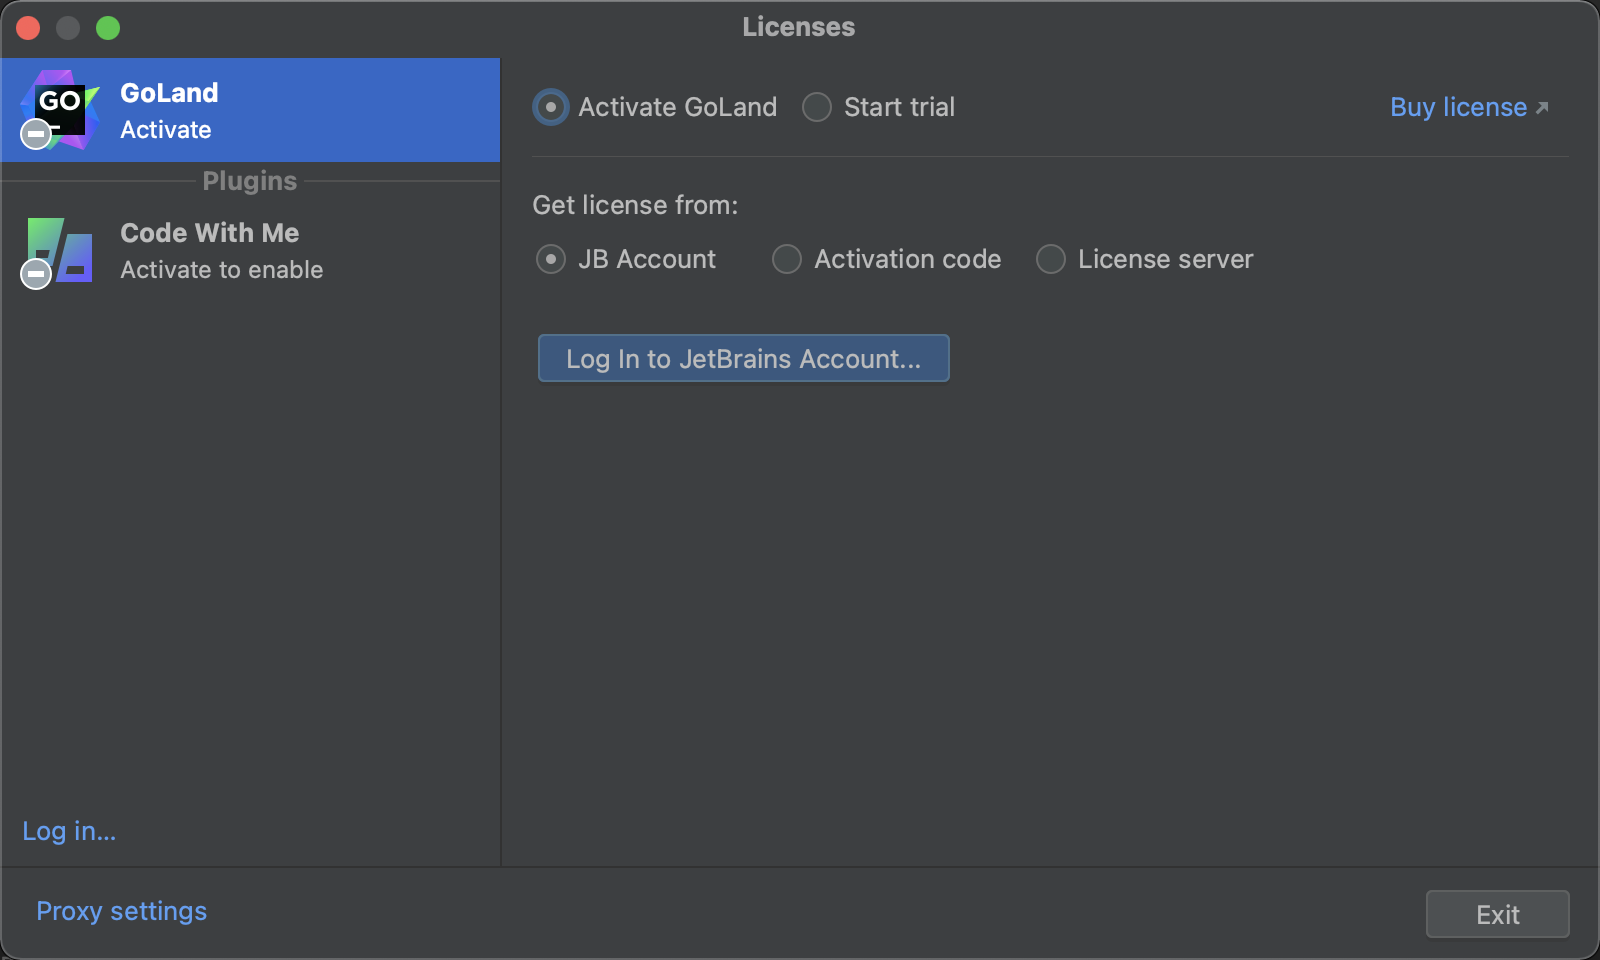 Licenses
GO
GoLand
Activate
Plugins
Code With Me
Activate to enable
Log in...
Activate GoLand
Start trial
Buy license
Get license from:
JB Account
Activation code
License server
Log In to JetBrains Account...
Proxy settings
Exit